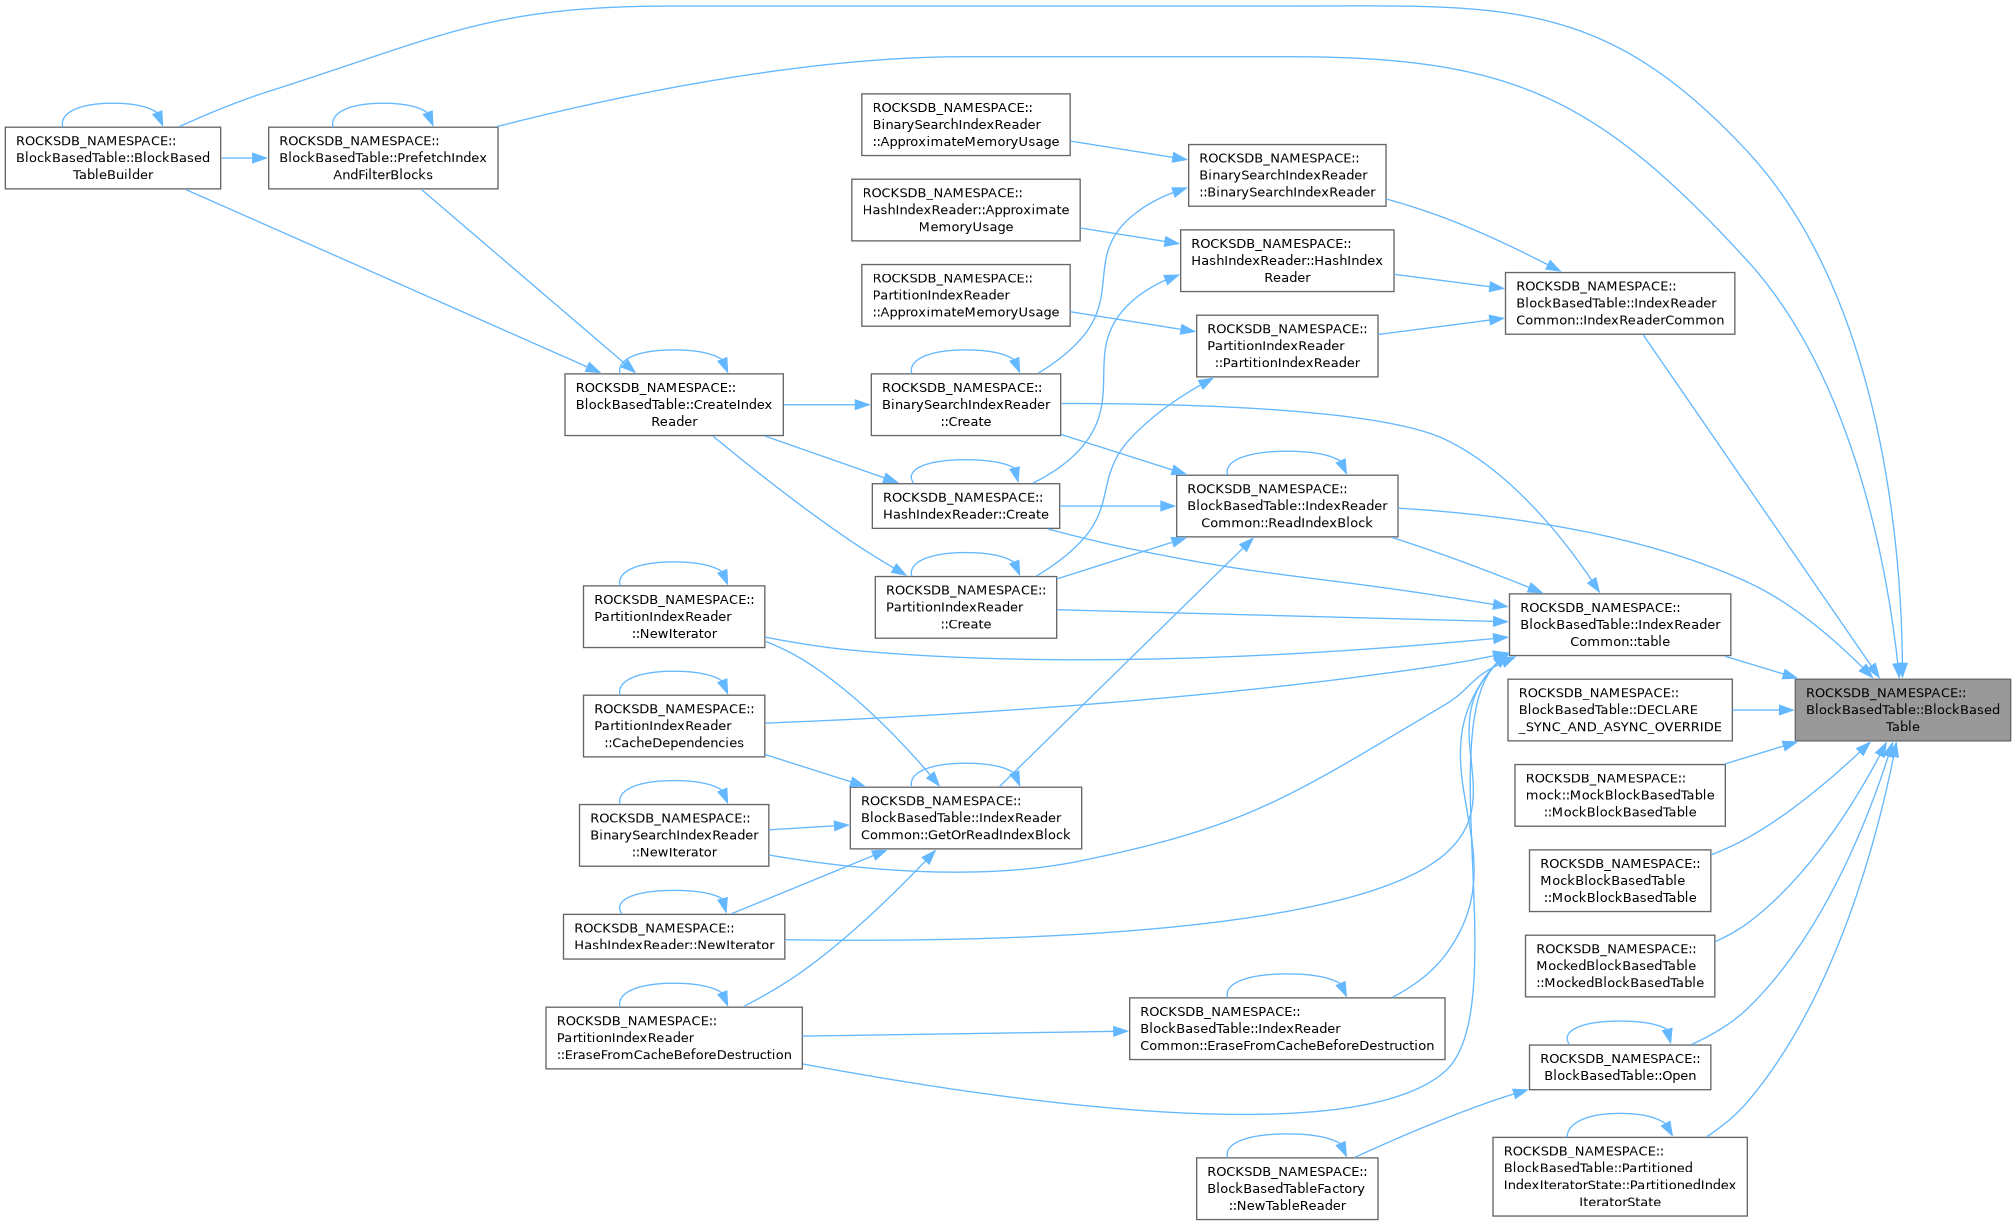 ROCKSDB_NAMESPACE::
BlockBasedTable::BlockBased
TableBuilder
ROCKSDB_NAMESPACE::
BlockBasedTable::PrefetchIndex
AndFilterBlocks
ROCKSDB_NAMESPACE::
BlockBasedTable::CreateIndex
Reader
ROCKSDB_NAMESPACE::
PartitionIndexReader
::NewIterator
ROCKSDB_NAMESPACE::
PartitionIndexReader
::CacheDependencies
ROCKSDB_NAMESPACE::
BinarySearchIndexReader
::NewIterator
ROCKSDB_NAMESPACE::
HashIndexReader::NewIterator
ROCKSDB_NAMESPACE::
PartitionIndexReader
::EraseFromCacheBeforeDestruction
ROCKSDB_NAMESPACE::
BinarySearchIndexReader
::ApproximateMemoryUsage
ROCKSDB_NAMESPACE::
HashIndexReader::Approximate
MemoryUsage
ROCKSDB_NAMESPACE::
PartitionIndexReader
::ApproximateMemoryUsage
ROCKSDB_NAMESPACE::
BinarySearchIndexReader
::Create
ROCKSDB_NAMESPACE::
HashIndexReader::Create
ROCKSDB_NAMESPACE::
PartitionIndexReader
::Create
ROCKSDB_NAMESPACE::
BlockBasedTable::IndexReader
Common::GetOrReadIndexBlock
ROCKSDB_NAMESPACE::
BinarySearchIndexReader
::BinarySearchIndexReader
ROCKSDB_NAMESPACE::
HashIndexReader::HashIndex
Reader
ROCKSDB_NAMESPACE::
PartitionIndexReader
::PartitionIndexReader
ROCKSDB_NAMESPACE::
BlockBasedTable::IndexReader
Common::ReadIndexBlock
ROCKSDB_NAMESPACE::
BlockBasedTable::IndexReader
Common::EraseFromCacheBeforeDestruction
ROCKSDB_NAMESPACE::
BlockBasedTableFactory
::NewTableReader
ROCKSDB_NAMESPACE::
BlockBasedTable::IndexReader
Common::IndexReaderCommon
ROCKSDB_NAMESPACE::
BlockBasedTable::IndexReader
Common::table
ROCKSDB_NAMESPACE::
BlockBasedTable::DECLARE
_SYNC_AND_ASYNC_OVERRIDE
ROCKSDB_NAMESPACE::
mock::MockBlockBasedTable
::MockBlockBasedTable
ROCKSDB_NAMESPACE::
MockBlockBasedTable
::MockBlockBasedTable
ROCKSDB_NAMESPACE::
MockedBlockBasedTable
::MockedBlockBasedTable
ROCKSDB_NAMESPACE::
BlockBasedTable::Open
ROCKSDB_NAMESPACE::
BlockBasedTable::Partitioned
IndexIteratorState::PartitionedIndex
IteratorState
ROCKSDB_NAMESPACE::
BlockBasedTable::BlockBased
Table